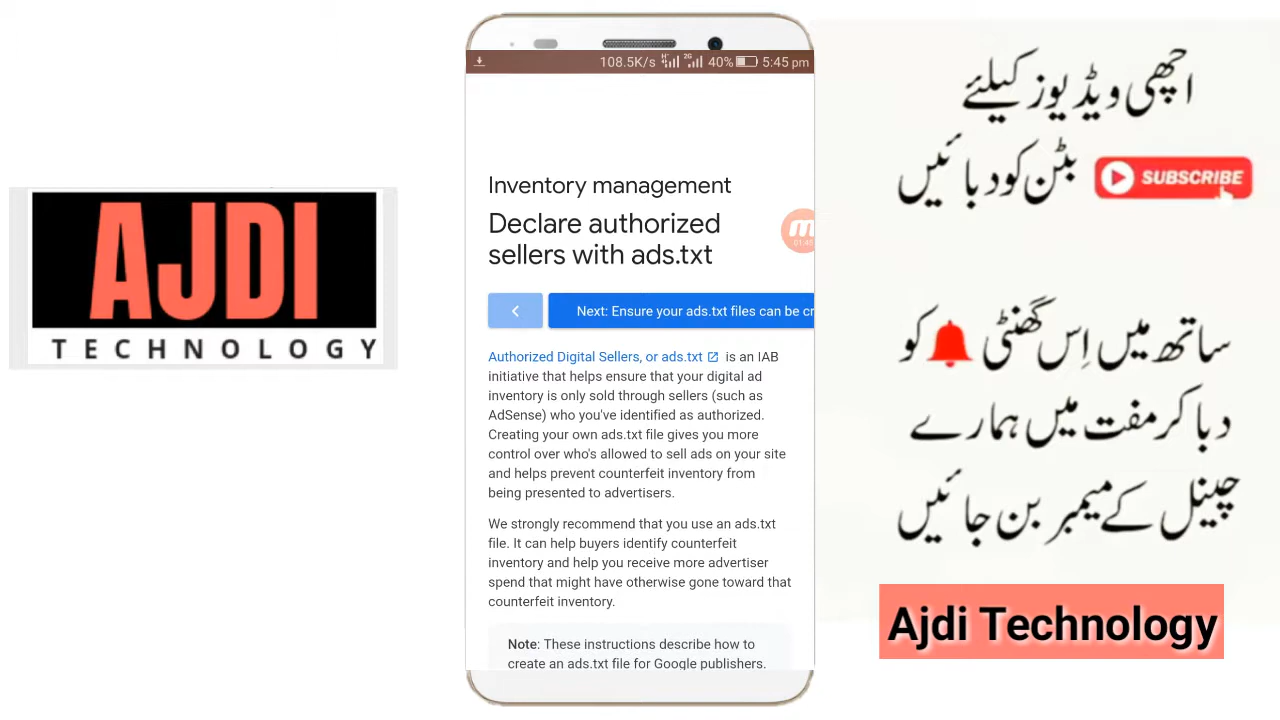 AJDI
TECHNOLOGY
108.5K/s 2G 40% 5:45 pm
Inventory management
Declare authorized
sellers with ads.txt
01:40
Next: Ensure your ads.txt files can be cr
Authorized Digital Sellers, or ads.txt is an IAB
initiative that helps ensure that your digital ad
inventory is only sold through sellers (such as
AdSense) who you've identified as authorized.
Creating your own ads.txt file gives you more
control over who's allowed to sell ads on your site
and helps prevent counterfeit inventory from
being presented to advertisers.
We strongly recommend that you use an ads.txt
file. It can help buyers identify counterfeit
inventory and help you receive more advertiser
spend that might have otherwise gone toward that
counterfeit inventory.
Note: These instructions describe how to
create an ads.txt file for Google publishers.
اچھی ویڈیوز کیلئے
SUBSCRIBE بٹن کو دبائیں
ساتھ میں اِس گھنٹی کو
دبا کر مفت میں ہمارے
چینل کے میمبر بن جائیں
Ajdi Technology